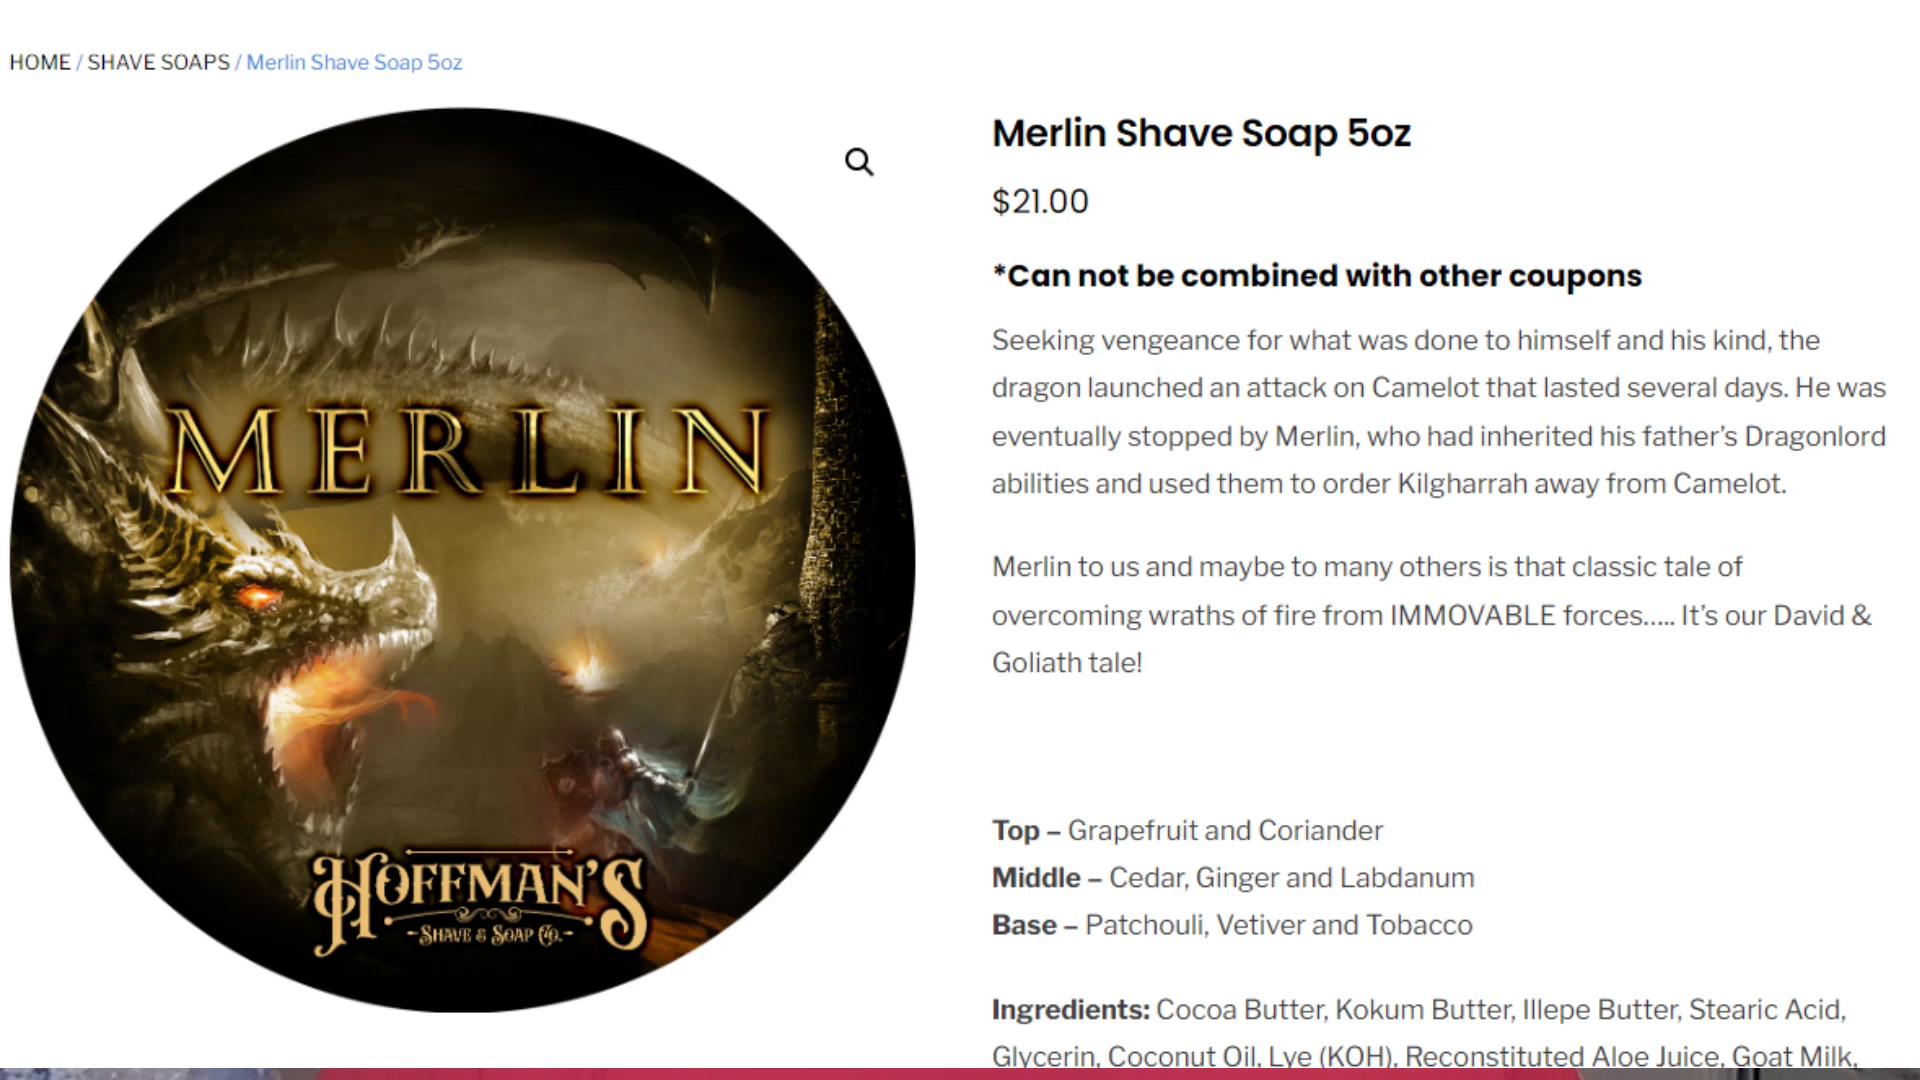 HOME / SHAVE SOAPS / Merlin Shave Soap 5oz
MERLIN
HOFFMAN'S
-SHAVE & SOAP CO.-
Merlin Shave Soap 5oz
$21.00
*Can not be combined with other coupons
Seeking vengeance for what was done to himself and his kind, the
dragon launched an attack on Camelot that lasted several days. He was
eventually stopped by Merlin, who had inherited his father’s Dragonlord
abilities and used them to order Kilgharrah away from Camelot.
Merlin to us and maybe to many others is that classic tale of
overcoming wraths of fire from IMMOVABLE forces….. It’s our David &
Goliath tale!
Top – Grapefruit and Coriander
Middle – Cedar, Ginger and Labdanum
Base – Patchouli, Vetiver and Tobacco
Ingredients: Cocoa Butter, Kokum Butter, Illepe Butter, Stearic Acid,
Glycerin, Coconut Oil, Lye (KOH), Reconstituted Aloe Juice, Goat Milk,